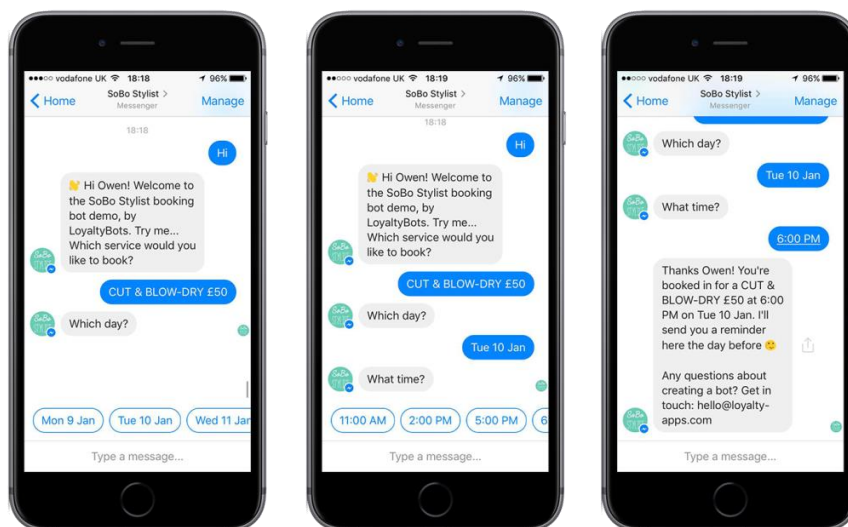 vodafone UK 18:18 96%
Home
SoBo Stylist >
Messenger
Manage
18:18
Hi
👋 Hi Owen! Welcome to
the SoBo Stylist booking
bot demo, by
LoyaltyBots. Try me...
Which service would you
like to book?
CUT & BLOW-DRY £50
Which day?
Mon 9 Jan
Tue 10 Jan
Wed 11 Jan
Type a message...
vodafone UK 18:19 96%
Home
SoBo Stylist >
Messenger
Manage
18:18
Hi
👋 Hi Owen! Welcome to
the SoBo Stylist booking
bot demo, by
LoyaltyBots. Try me...
Which service would you
like to book?
CUT & BLOW-DRY £50
Which day?
Tue 10 Jan
What time?
11:00 AM
2:00 PM
5:00 PM
6
Type a message...
vodafone UK 18:19 96%
Home
SoBo Stylist >
Messenger
Manage
Which day?
Tue 10 Jan
What time?
6:00 PM
Thanks Owen! You're
booked in for a CUT &
BLOW-DRY £50 at 6:00
PM on Tue 10 Jan. I'll
send you a reminder
here the day before 🙂
Any questions about
creating a bot? Get in
touch: hello@loyalty-
apps.com
Type a message...